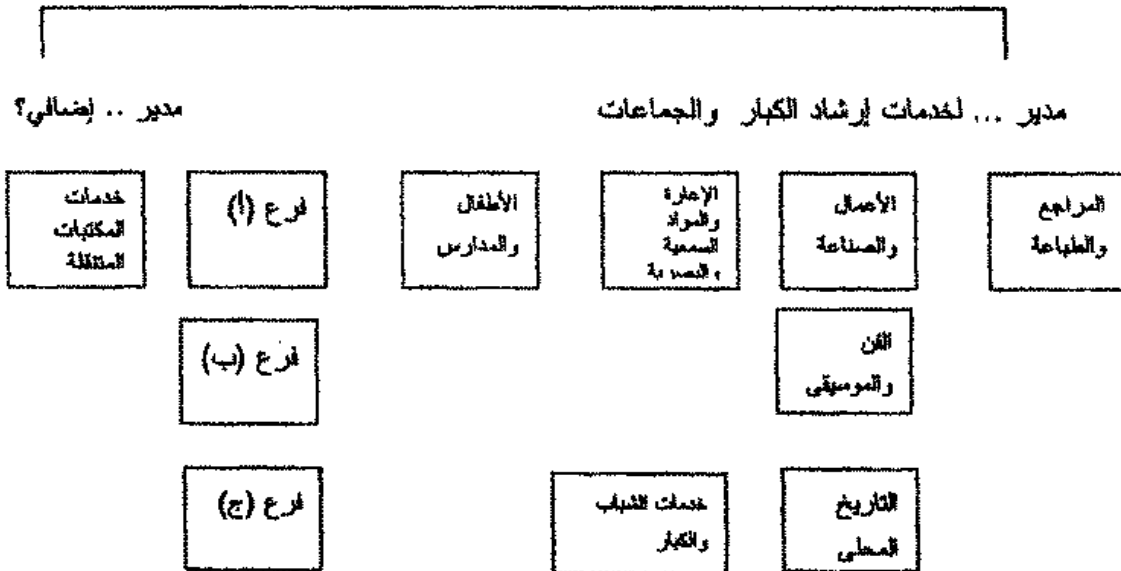 مدير ... لخدمات إرشاد الكبار والجماعات
مدير .. إضافي؟
المراجع
والطباعة
الأعمال
والصناعة
الإعارة
والمواد
السمعية
والبصرية
الأطفال
والمدارس
فرع (أ)
خدمات
المكتبات
المتنقلة
الفن
والموسيقى
فرع (ب)
التاريخ
المحلى
خدمات الشباب
والكبار
فرع (ج)